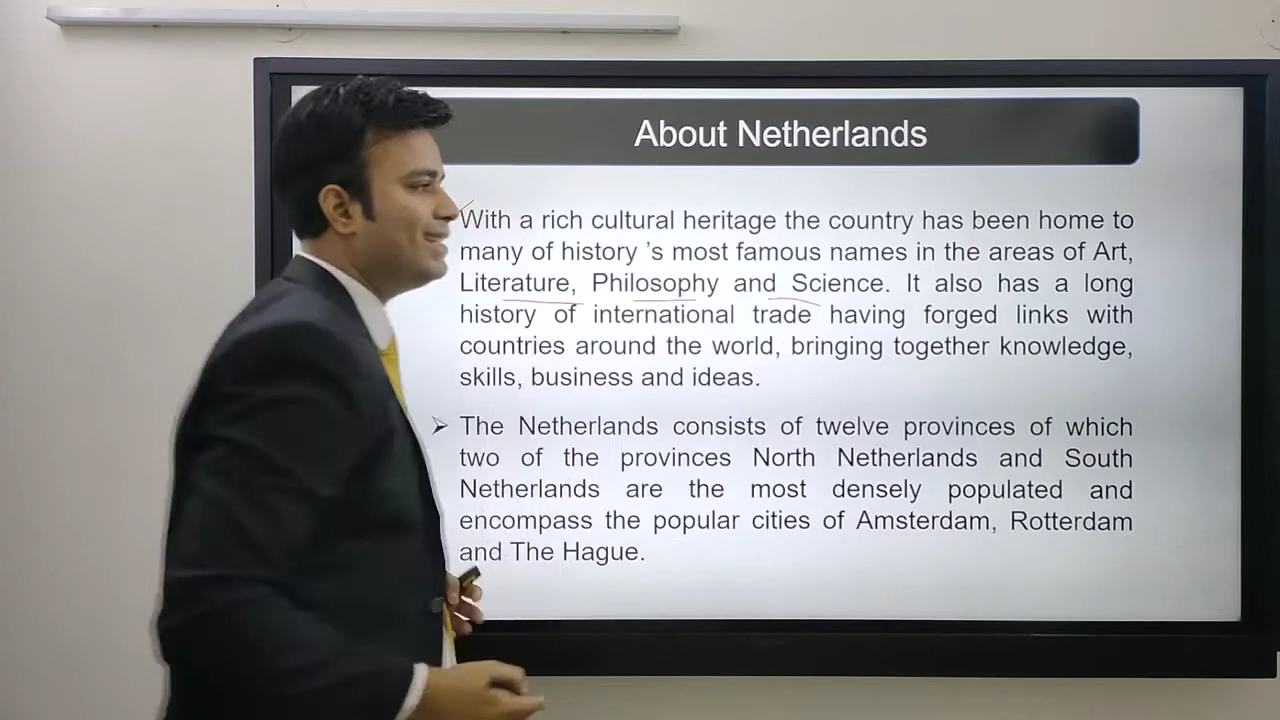 About Netherlands
With a rich cultural heritage the country has been home to
many of history 's most famous names in the areas of Art,
Literature, Philosophy and Science. It also has a long
history of international trade having forged links with
countries around the world, bringing together knowledge,
skills, business and ideas.
The Netherlands consists of twelve provinces of which
two of the provinces North Netherlands and South
Netherlands are the most densely populated and
encompass the popular cities of Amsterdam, Rotterdam
and The Hague.